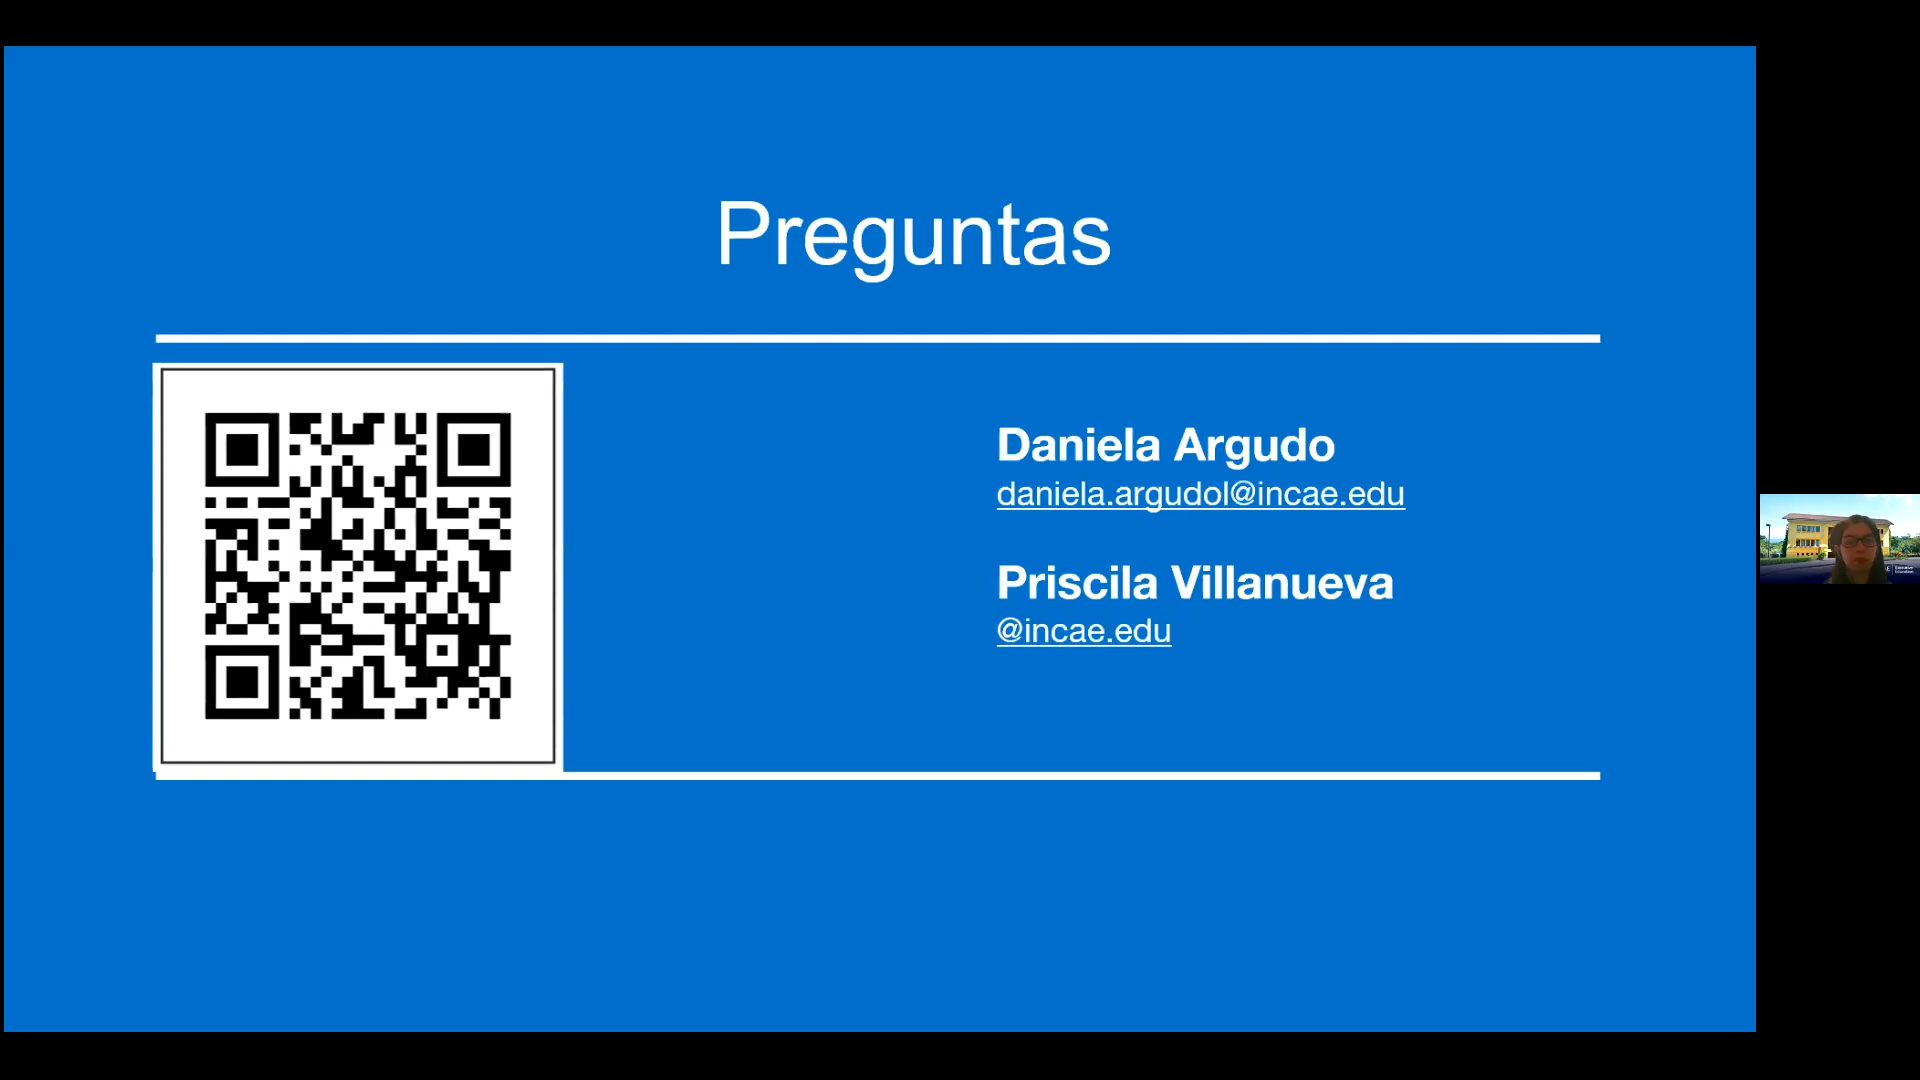 Preguntas
Daniela Argudo
daniela.argudol@incae.edu
Priscila Villanueva
@incae.edu